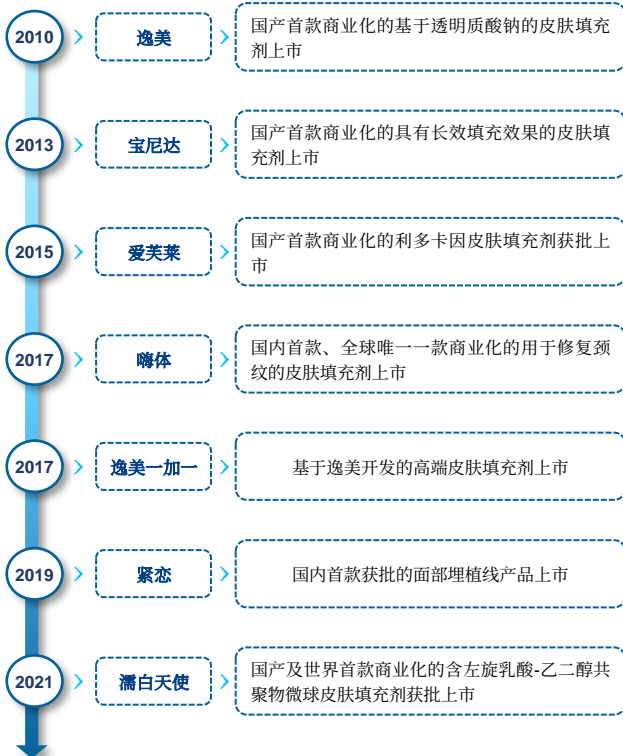 2010
逸美
国产首款商业化的基于透明质酸钠的皮肤填充
剂上市
2013
宝尼达
国产首款商业化的具有长效填充效果的皮肤填
充剂上市
2015
爱芙莱
国产首款商业化的利多卡因皮肤填充剂获批上
市
2017
嗨体
国内首款、全球唯一一款商业化的用于修复颈
纹的皮肤填充剂上市
2017
逸美一加一
基于逸美开发的高端皮肤填充剂上市
2019
紧恋
国内首款获批的面部埋植线产品上市
2021
濡白天使
国产及世界首款商业化的含左旋乳酸-乙二醇共
聚物微球皮肤填充剂获批上市